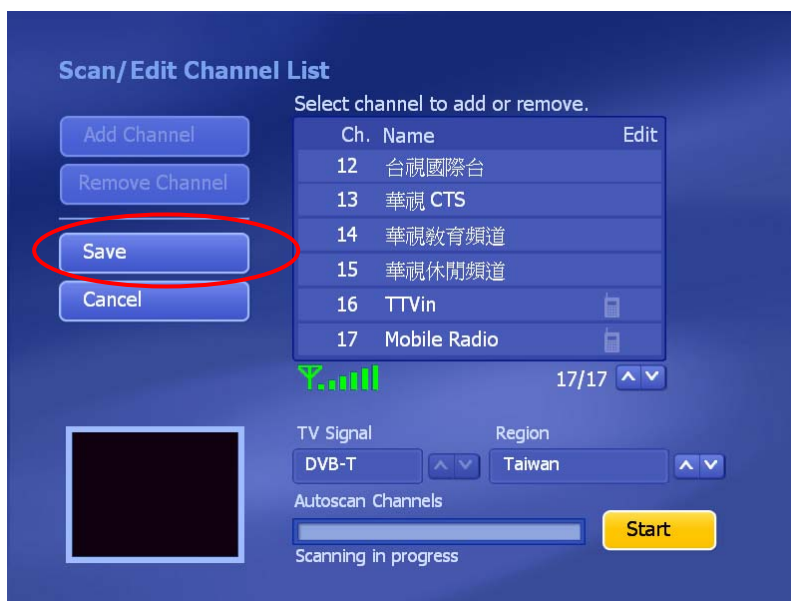 Scan/Edit Channel List
Select channel to add or remove.
Add Channel
Remove Channel
Save
Cancel
Ch. Name Edit
12 台視國際台
13 華視 CTS
14 華視教育頻道
15 華視休閒頻道
16 TTVin
17 Mobile Radio
17/17
TV Signal
DVB-T
Region
Taiwan
Autoscan Channels
Start
Scanning in progress